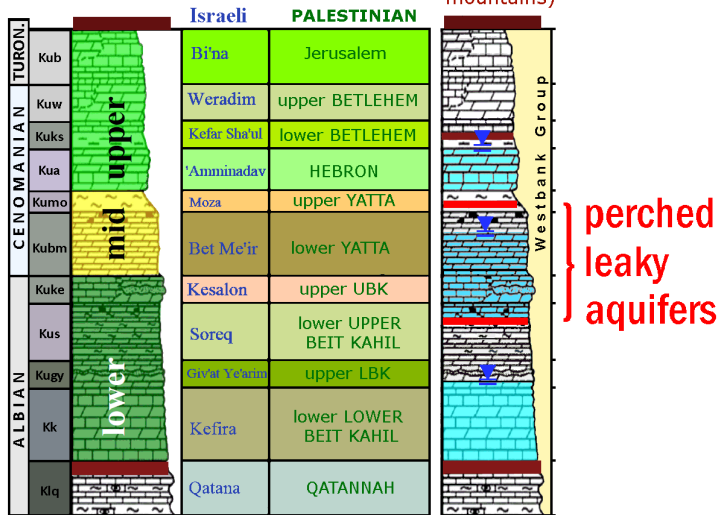 mountains)
Israeli PALESTINIAN
TURON.
CENOMANIAN
ALBIAN
Kub Bi'na Jerusalem
Kuw Weradim upper BETLEHEM
Kuks Kefar Sha'ul lower BETLEHEM
Kua 'Amminadav HEBRON
Kumo Moza upper YATTA
Kubm Bet Me'ir lower YATTA
Kuke Kesalon upper UBK
Kus Soreq lower UPPER
BEIT KAHIL
Kugy Giv'at Ye'arim upper LBK
Kk Kefira lower LOWER
BEIT KAHIL
Klq Qatana QATANNAH
upper
mid
lower
Westbank Group
perched
leaky
aquifers